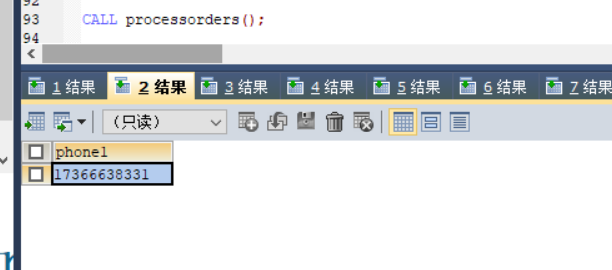 92
93 CALL processorders();
94
1 结果 2 结果 3 结果 4 结果 5 结果 6 结果 7 结果
(只读)
phone1
17366638331